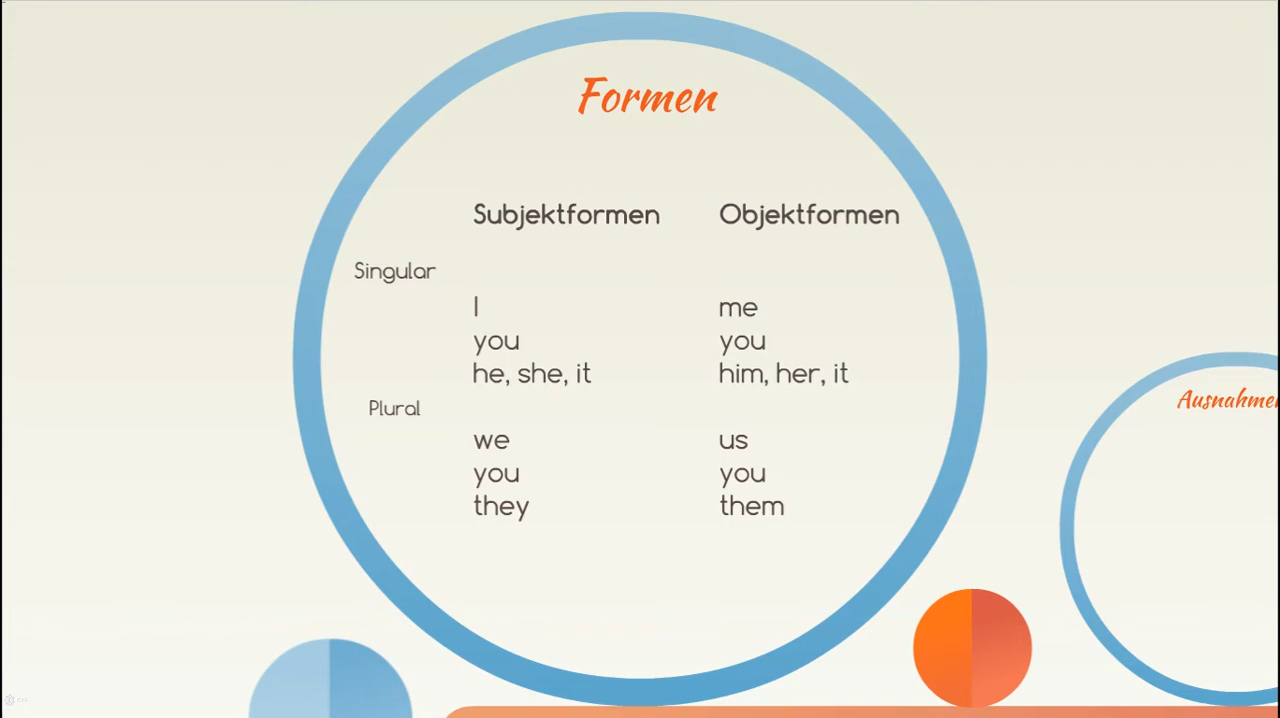 Formen
Subjektformen Objektformen
Singular
I me
you you
he, she, it him, her, it
Plural
we us
you you
they them